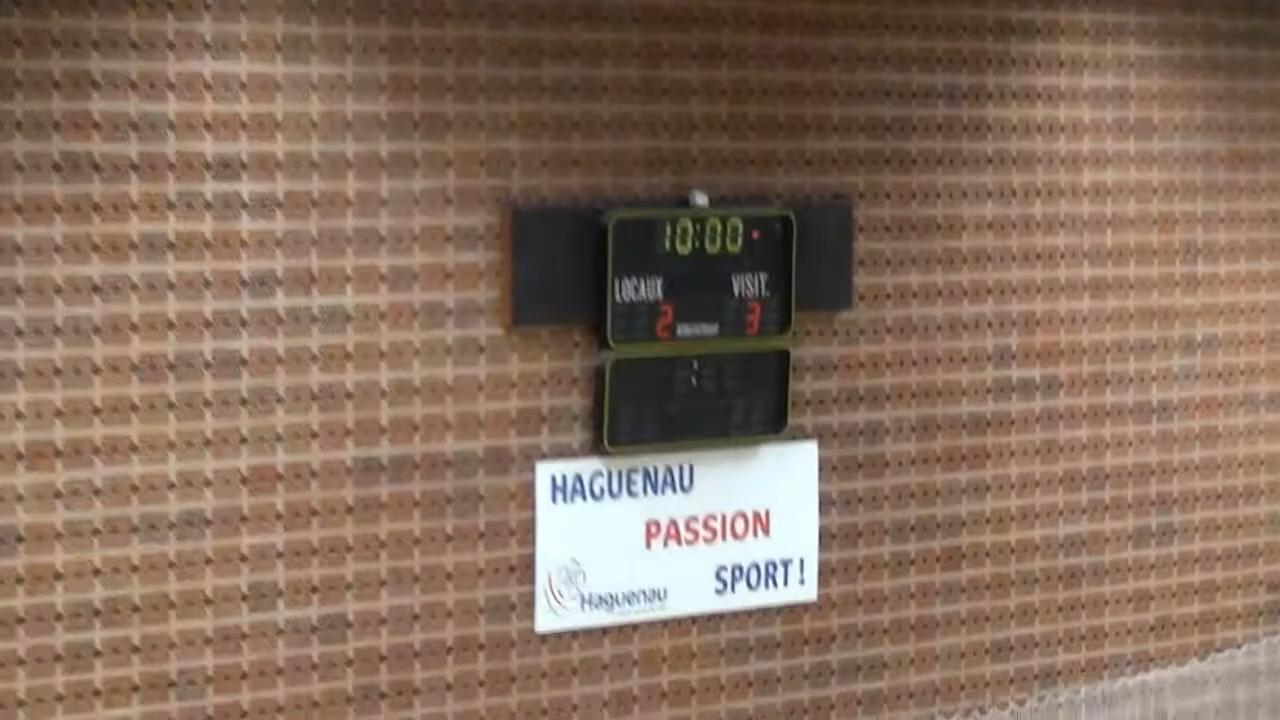 10:00
LOCAUX VISIT.
2 3
HAGUENAU
PASSION
SPORT!
Haguenau